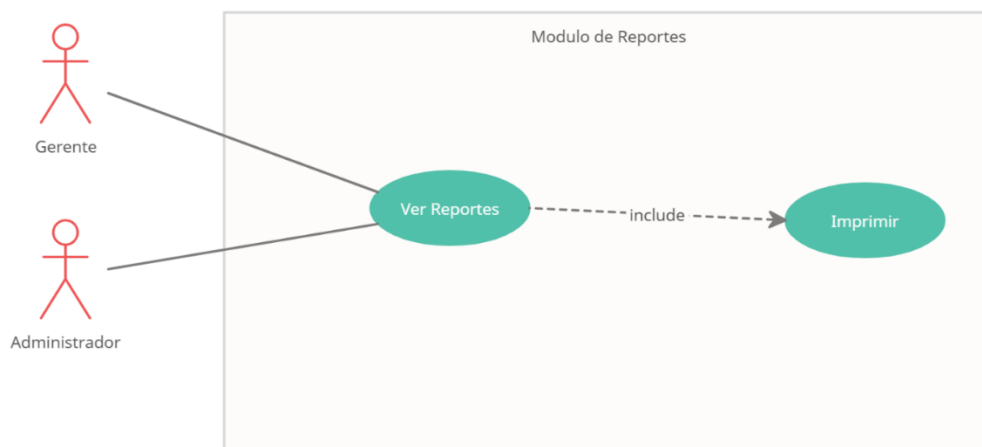 Modulo de Reportes
Gerente
Ver Reportes
include
Imprimir
Administrador